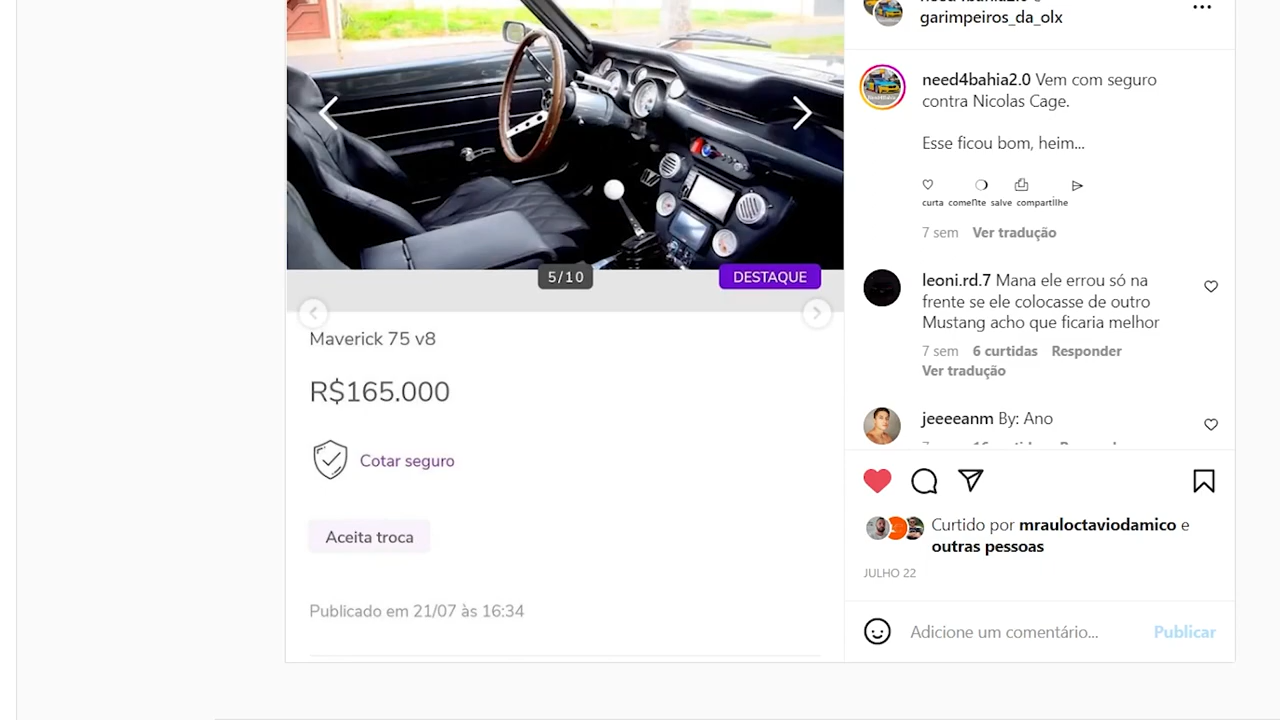 garimpeiros_da_olx
need4bahia2.0 Vem com seguro
contra Nicolas Cage.
Esse ficou bom, heim...
curta comente salve compartilhe
7 sem Ver tradução
leoni.rd.7 Mana ele errou só na
frente se ele colocasse de outro
Mustang acho que ficaria melhor
7 sem 6 curtidas Responder
Ver tradução
jeeeeanm By: Ano
Curtido por mrauloctaviodamico e
outras pessoas
JULHO 22
Adicione um comentário... Publicar
5/10
DESTAQUE
Maverick 75 v8
R$165.000
Cotar seguro
Aceita troca
Publicado em 21/07 às 16:34